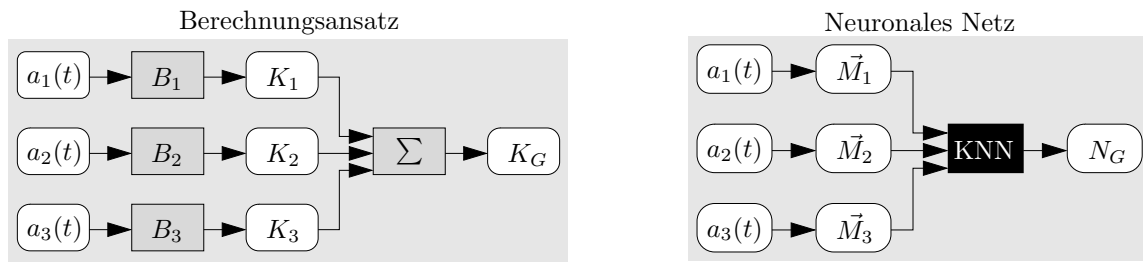 Berechnungsansatz
a₁(t) B₁ K₁
a₂(t) B₂ K₂ ∑ K_G
a₃(t) B₃ K₃
Neuronales Netz
a₁(t) M⃗₁
a₂(t) M⃗₂ KNN N_G
a₃(t) M⃗₃